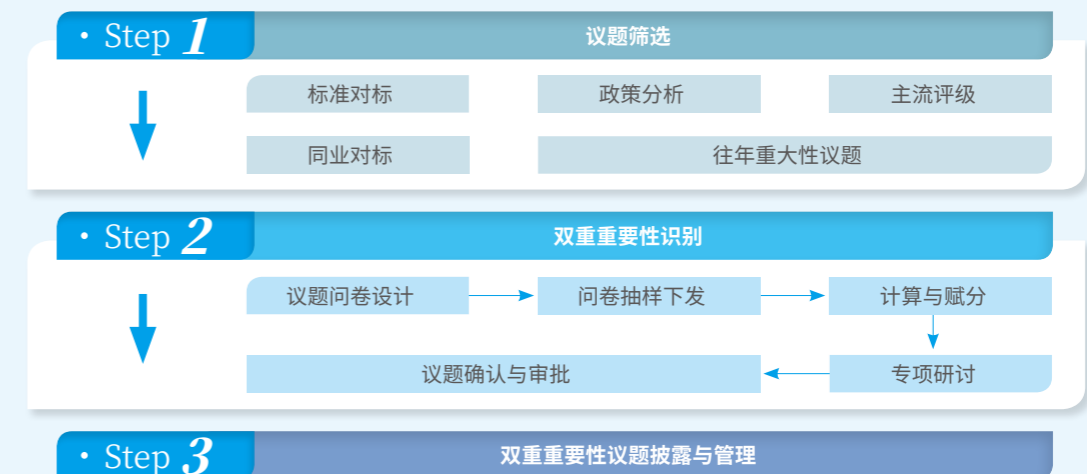 · Step 1 议题筛选
标准对标 政策分析 主流评级
同业对标 往年重大性议题
· Step 2 双重重要性识别
议题问卷设计 问卷抽样下发 计算与赋分
议题确认与审批 专项研讨
· Step 3 双重重要性议题披露与管理